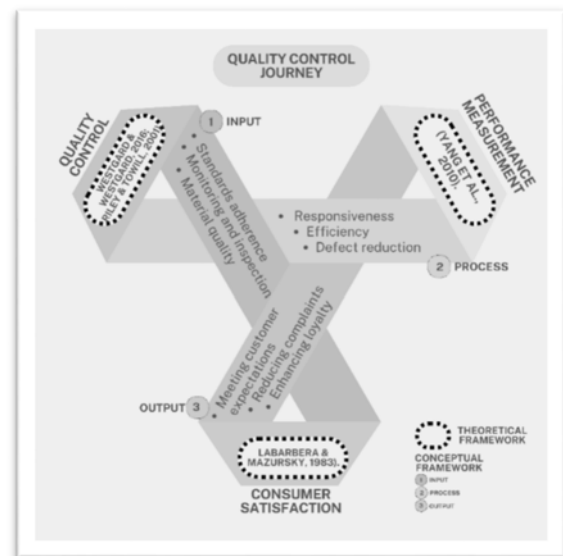 QUALITY CONTROL
JOURNEY
1 INPUT
QUALITY
CONTROL
WESTGARD &
WESTGARD, 2016;
RILEY & TOWILL, 2001).
• Standards adherence
• Monitoring and inspection
• Material quality
PERFORMANCE
MEASUREMENT
(YANG ET AL.,
2010).
• Responsiveness
• Efficiency
• Defect reduction
2 PROCESS
OUTPUT 3
• Meeting customer
expectations
• Reducing complaints
• Enhancing loyalty
LABARBERA &
MAZURSKY, 1983).
CONSUMER
SATISFACTION
THEORETICAL
FRAMEWORK
CONCEPTUAL
FRAMEWORK
1 INPUT
2 PROCESS
3 OUTPUT